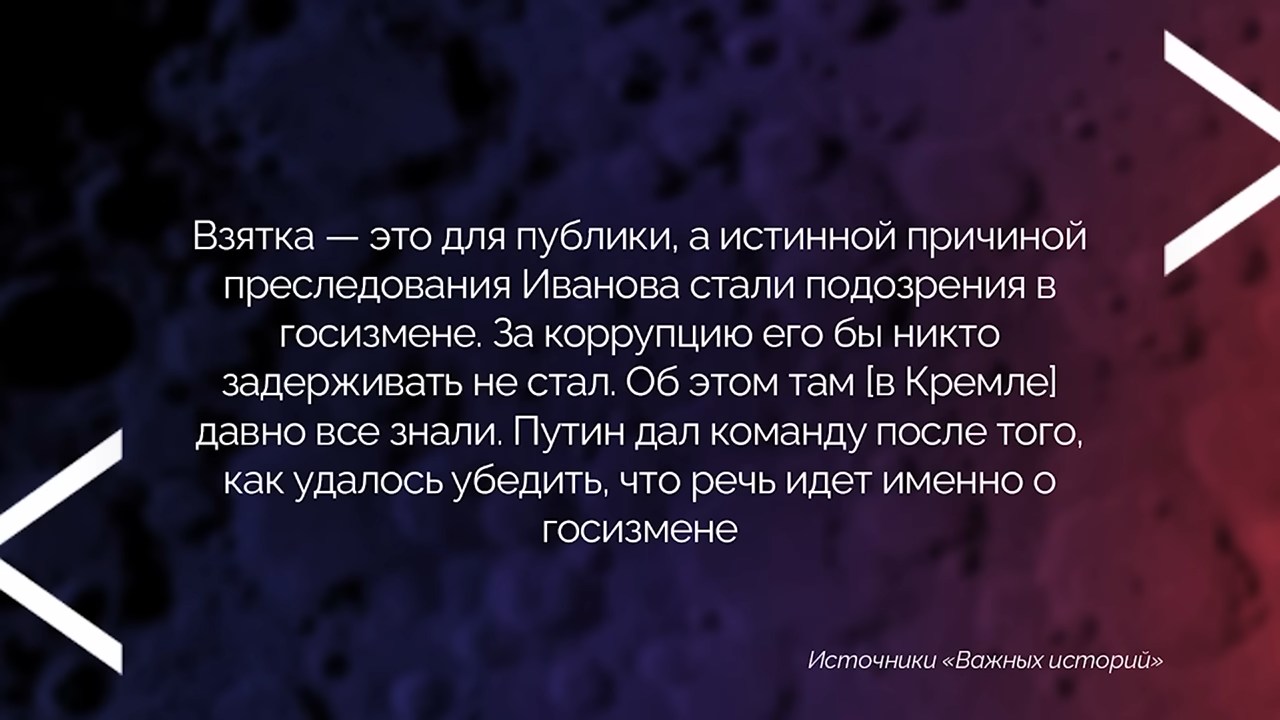 Взятка — это для публики, а истинной причиной
преследования Иванова стали подозрения в
госизмене. За коррупцию его бы никто
задерживать не стал. Об этом там [в Кремле]
давно все знали. Путин дал команду после того,
как удалось убедить, что речь идет именно о
госизмене
Источники «Важных историй»